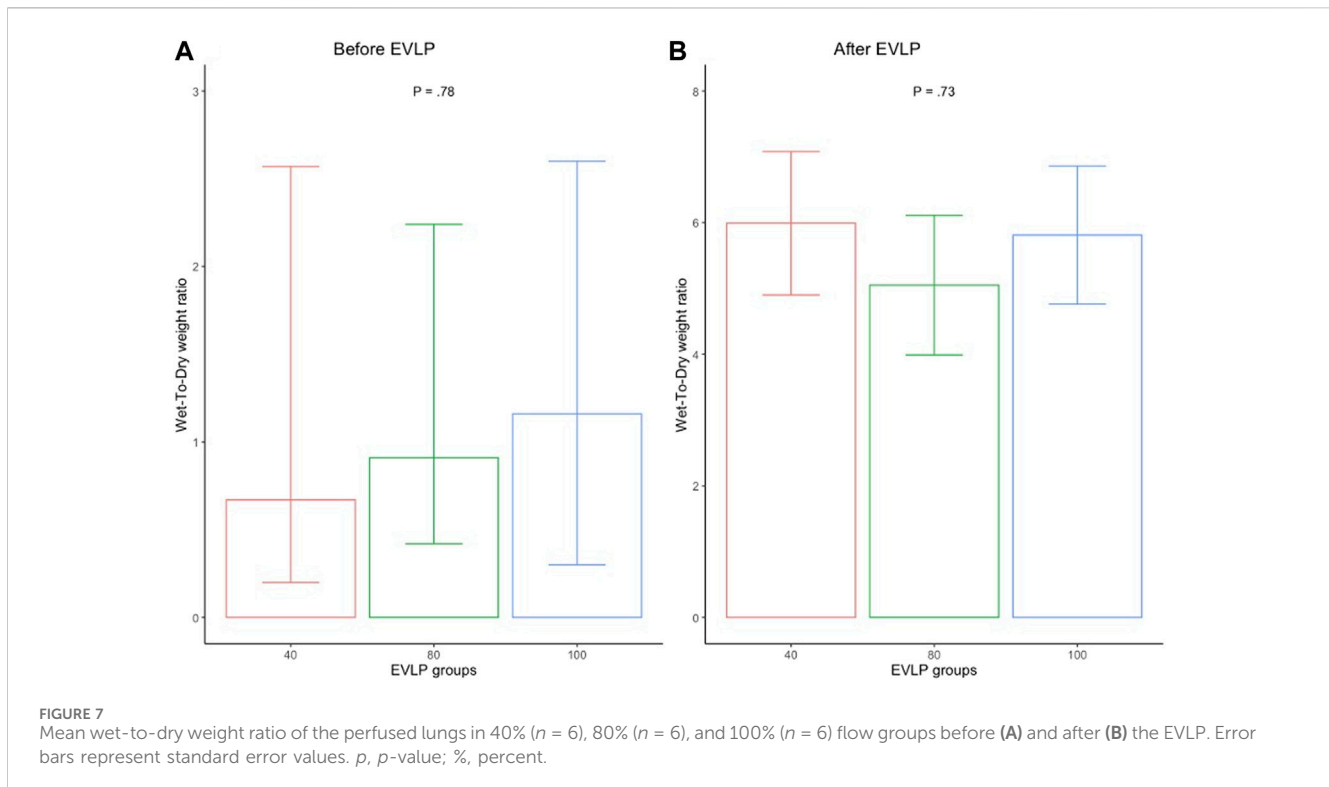 A
Before EVLP
P = .78
3
2
1
0
Wet-To-Dry weight ratio
40
80
100
EVLP groups
B
After EVLP
P = .73
8
6
4
2
0
Wet-To-Dry weight ratio
40
80
100
EVLP groups
FIGURE 7
Mean wet-to-dry weight ratio of the perfused lungs in 40% (n = 6), 80% (n = 6), and 100% (n = 6) flow groups before (A) and after (B) the EVLP. Error
bars represent standard error values. p, p-value; %, percent.